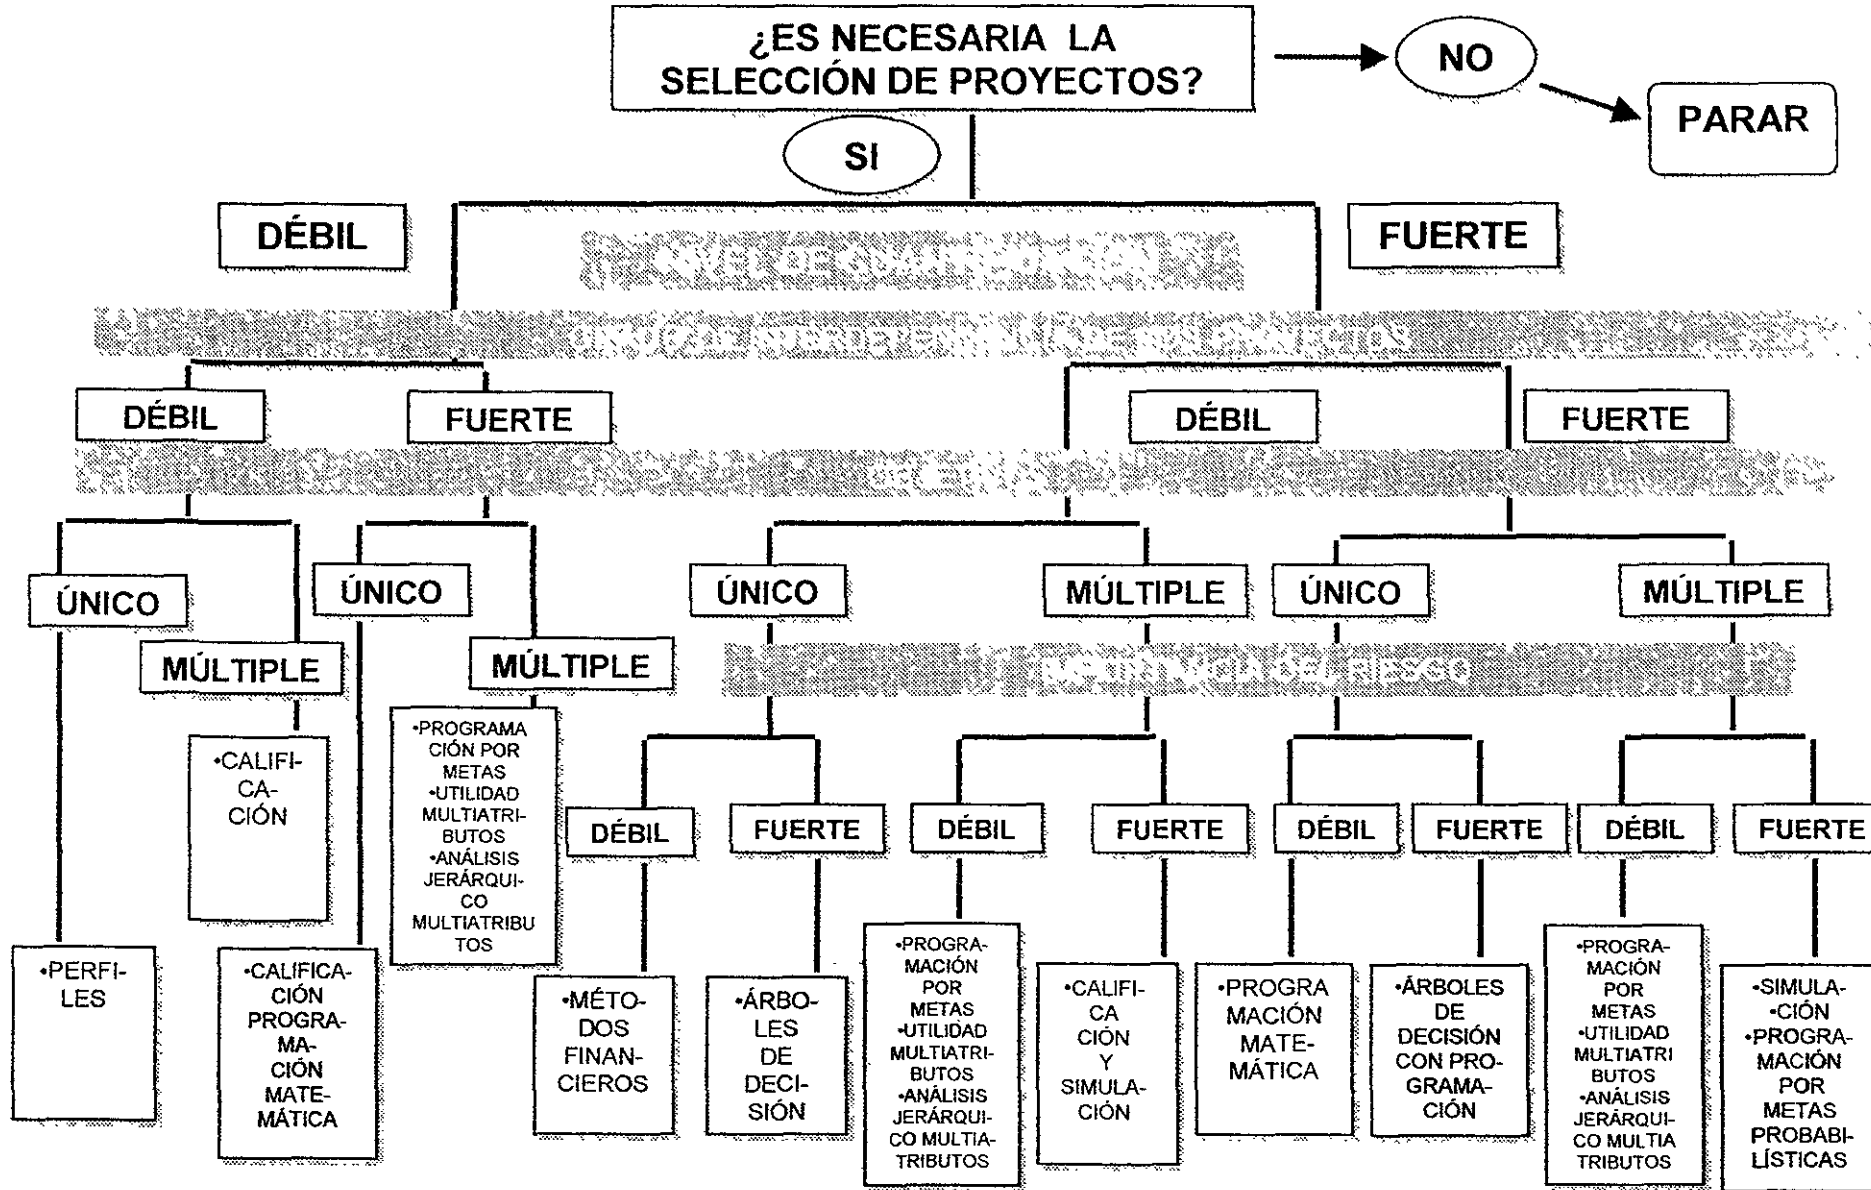 ¿ES NECESARIA LA
SELECCIÓN DE PROYECTOS?
NO
PARAR
SI
DÉBIL
FUERTE
NIVEL DE
DÉBIL
FUERTE
DÉBIL
FUERTE
ÚNICO
MÚLTIPLE
ÚNICO
MÚLTIPLE
ÚNICO
MÚLTIPLE
ÚNICO
MÚLTIPLE
DEL RIESGO
•CALIFI-
CA-
CIÓN
•PROGRAMA
CIÓN POR
METAS
•UTILIDAD
MULTIATRI-
BUTOS
•ANÁLISIS
JERÁRQUI-
CO
MULTIATRIBU
TOS
DÉBIL
FUERTE
DÉBIL
FUERTE
DÉBIL
FUERTE
DÉBIL
FUERTE
•PERFI-
LES
•CALIFICA-
CIÓN
PROGRA-
MA-
CIÓN
MATE-
MÁTICA
•MÉTO-
DOS
FINAN-
CIEROS
•ÁRBO-
LES
DE
DECI-
SIÓN
•PROGRA-
MACIÓN
POR
METAS
•UTILIDAD
MULTIATRI-
BUTOS
•ANÁLISIS
JERÁRQUI-
CO MULTIA-
TRIBUTOS
•CALIFI
CA
CIÓN
Y
SIMULA-
CIÓN
•PROGRA
MACIÓN
MATE-
MÁTICA
•ÁRBOLES
DE
DECISIÓN
CON PRO-
GRAMA-
CIÓN
•PROGRA-
MACIÓN
POR
METAS
•UTILIDAD
MULTIATRI
BUTOS
•ANÁLISIS
JERÁRQUI-
CO MULTIA
TRIBUTOS
•SIMULA-
•CIÓN
•PROGRA-
MACIÓN
POR
METAS
PROBABI-
LÍSTICAS